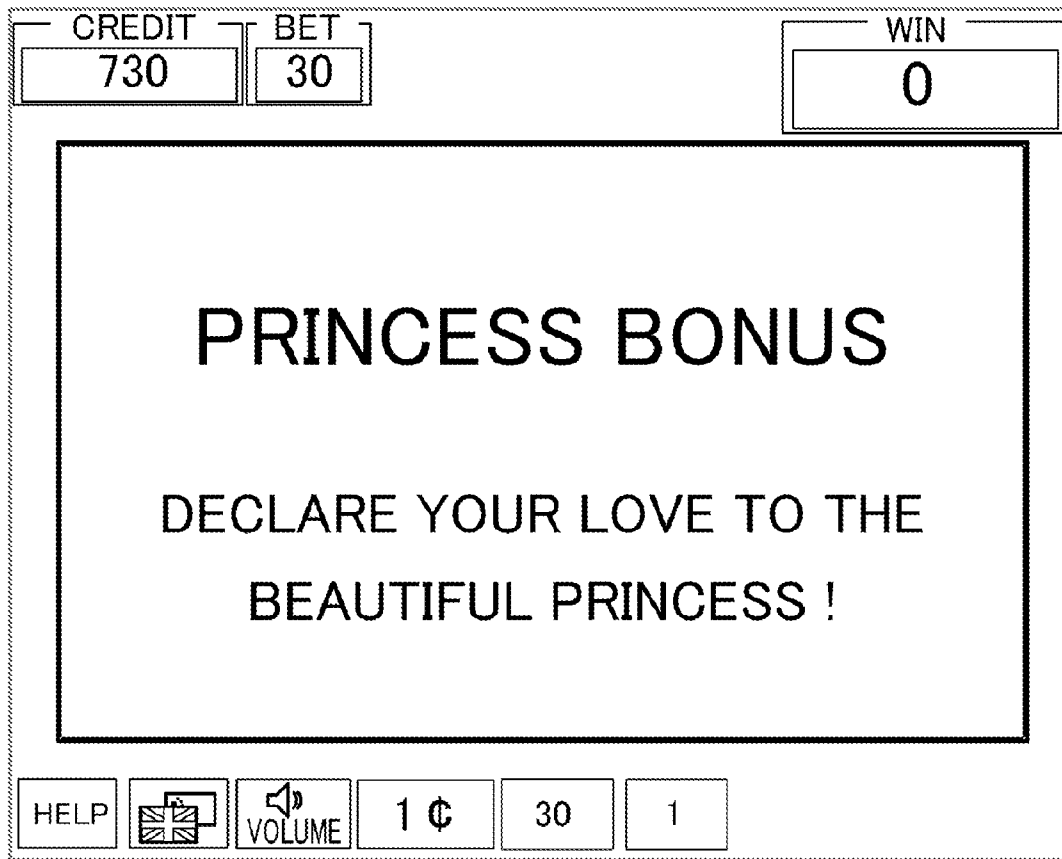 CREDIT BET WIN
730 30 0
PRINCESS BONUS
DECLARE YOUR LOVE TO THE
BEAUTIFUL PRINCESS !
HELP VOLUME 1 ¢ 30 1